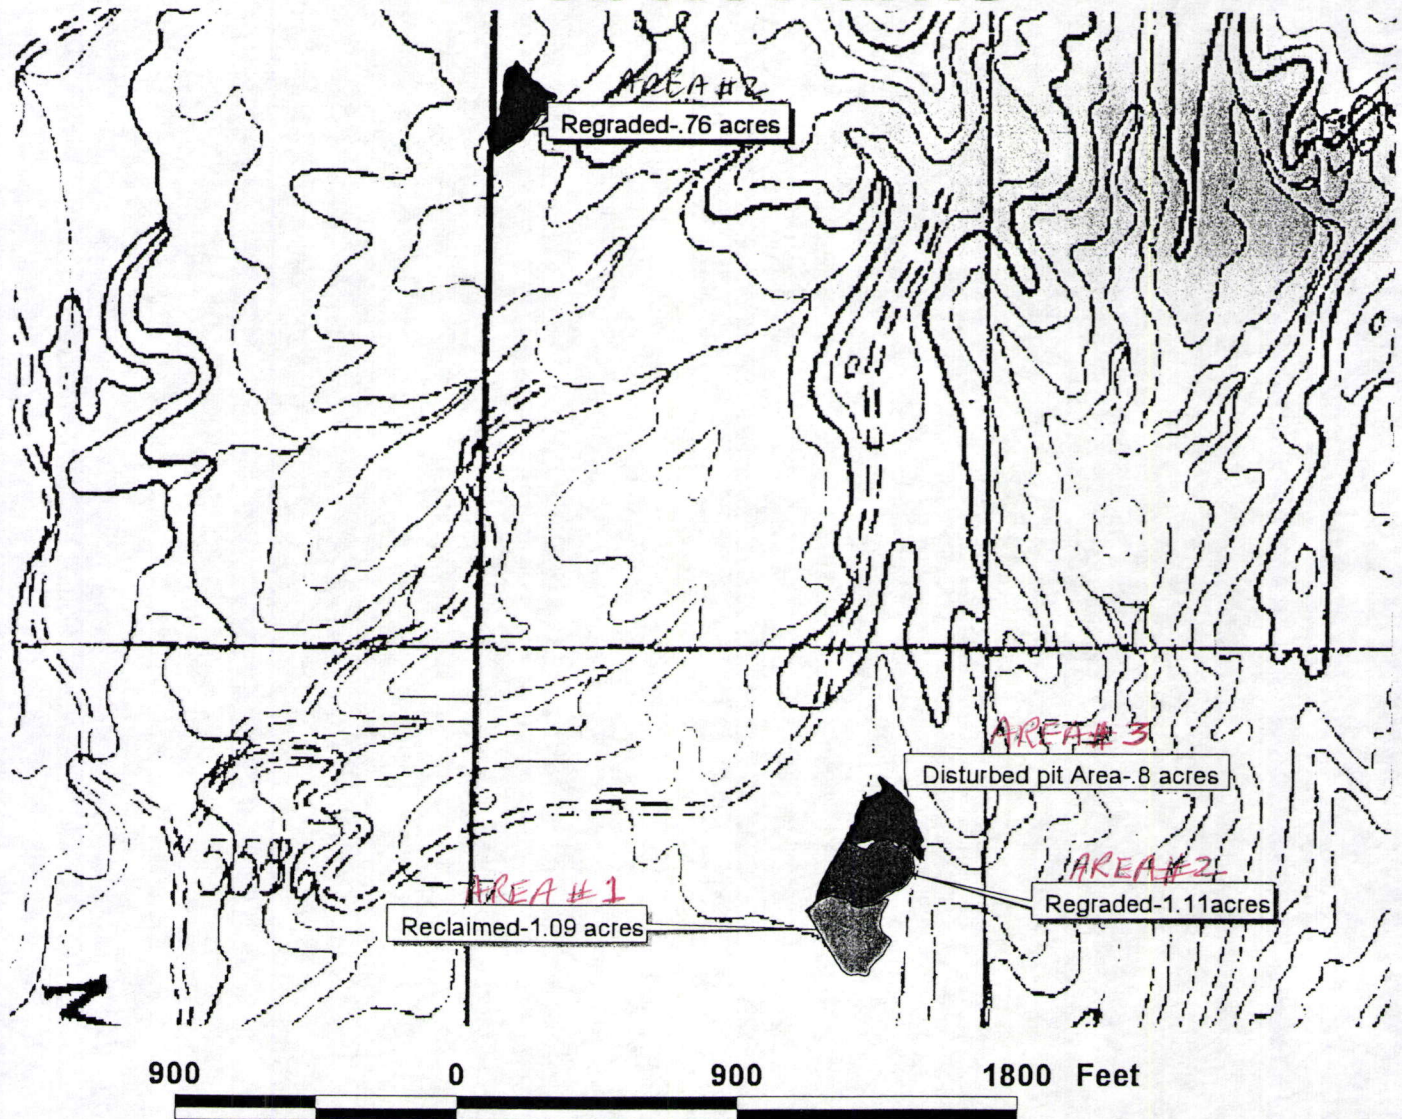 AREA #2
Regraded-.76 acres
AREA # 3
Disturbed pit Area-.8 acres
5586
AREA #2
AREA # 1
Regraded-1.11acres
Reclaimed-1.09 acres
900 0 900 1800 Feet